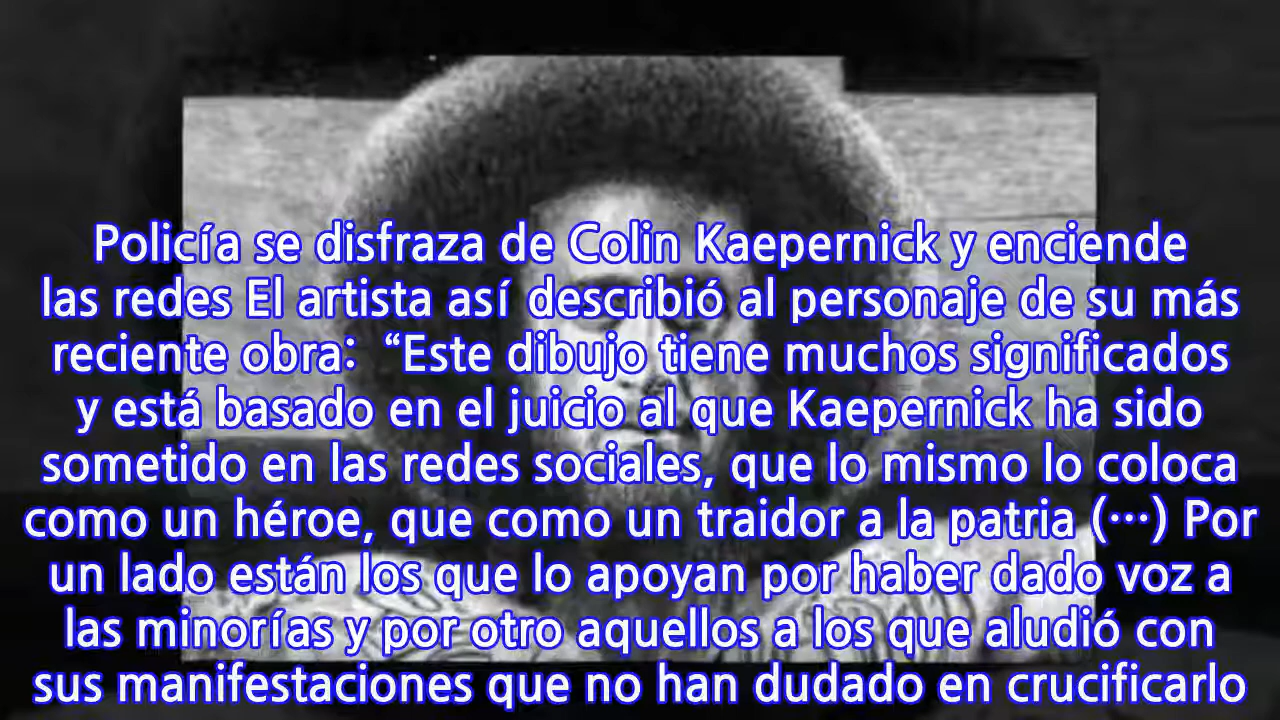 Policía se disfraza de Colin Kaepernick y enciende
las redes El artista así describió al personaje de su más
reciente obra: “Este dibujo tiene muchos significados
y está basado en el juicio al que Kaepernick ha sido
sometido en las redes sociales, que lo mismo lo coloca
como un héroe, que como un traidor a la patria (⋯) Por
un lado están los que lo apoyan por haber dado voz a
las minorías y por otro aquellos a los que aludió con
sus manifestaciones que no han dudado en crucificarlo